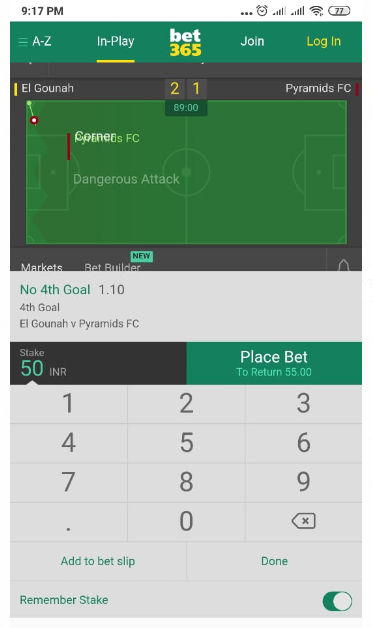 9:17 PM
77
A-Z
In-Play
bet
365
Join
Log In
El Gounah
2
1
Pyramids FC
89:00
Corner
Pyramids FC
Dangerous Attack
Markets
Bet Builder
NEW
No 4th Goal 1.10
4th Goal
El Gounah v Pyramids FC
Stake
50 INR
Place Bet
To Return 55.00
1
2
3
4
5
6
7
8
9
.
0
Add to bet slip
Done
Remember Stake